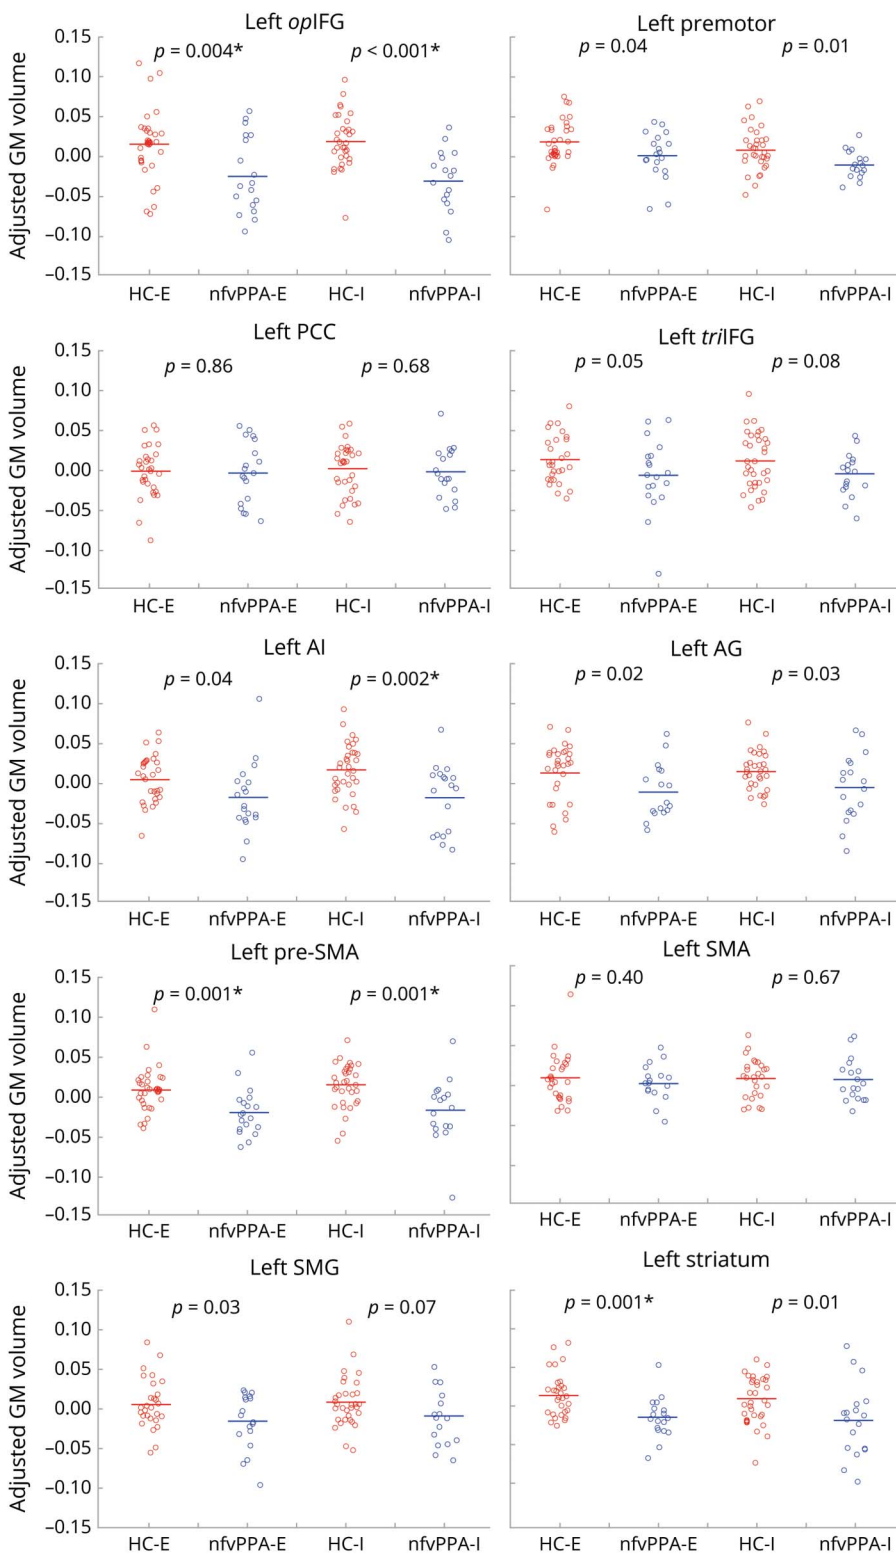 Left opIFG
Left premotor
p = 0.004*
p < 0.001*
p = 0.04
p = 0.01
Adjusted GM volume
0.15
0.10
0.05
0.00
−0.05
−0.10
−0.15
HC-E
nfvPPA-E
HC-I
nfvPPA-I
HC-E
nfvPPA-E
HC-I
nfvPPA-I
Left PCC
Left triIFG
p = 0.86
p = 0.68
p = 0.05
p = 0.08
Adjusted GM volume
0.15
0.10
0.05
0.00
−0.05
−0.10
−0.15
HC-E
nfvPPA-E
HC-I
nfvPPA-I
HC-E
nfvPPA-E
HC-I
nfvPPA-I
Left AI
Left AG
p = 0.04
p = 0.002*
p = 0.02
p = 0.03
Adjusted GM volume
0.15
0.10
0.05
0.00
−0.05
−0.10
−0.15
HC-E
nfvPPA-E
HC-I
nfvPPA-I
HC-E
nfvPPA-E
HC-I
nfvPPA-I
Left pre-SMA
Left SMA
p = 0.001*
p = 0.001*
p = 0.40
p = 0.67
Adjusted GM volume
0.15
0.10
0.05
0.00
−0.05
−0.10
−0.15
HC-E
nfvPPA-E
HC-I
nfvPPA-I
HC-E
nfvPPA-E
HC-I
nfvPPA-I
Left SMG
Left striatum
p = 0.03
p = 0.07
p = 0.001*
p = 0.01
Adjusted GM volume
0.15
0.10
0.05
0.00
−0.05
−0.10
−0.15
HC-E
nfvPPA-E
HC-I
nfvPPA-I
HC-E
nfvPPA-E
HC-I
nfvPPA-I